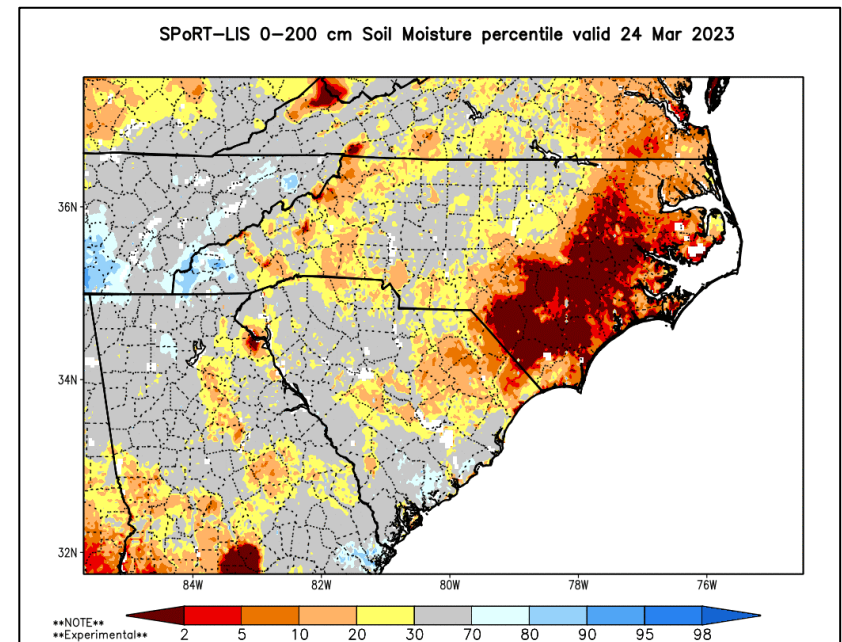 SPoRT-LIS 0-200 cm Soil Moisture percentile valid 24 Mar 2023
36N
34N
32N
84W 82W 80W 78W 76W
**NOTE**
**Experimental**
2 5 10 20 30 70 80 90 95 98